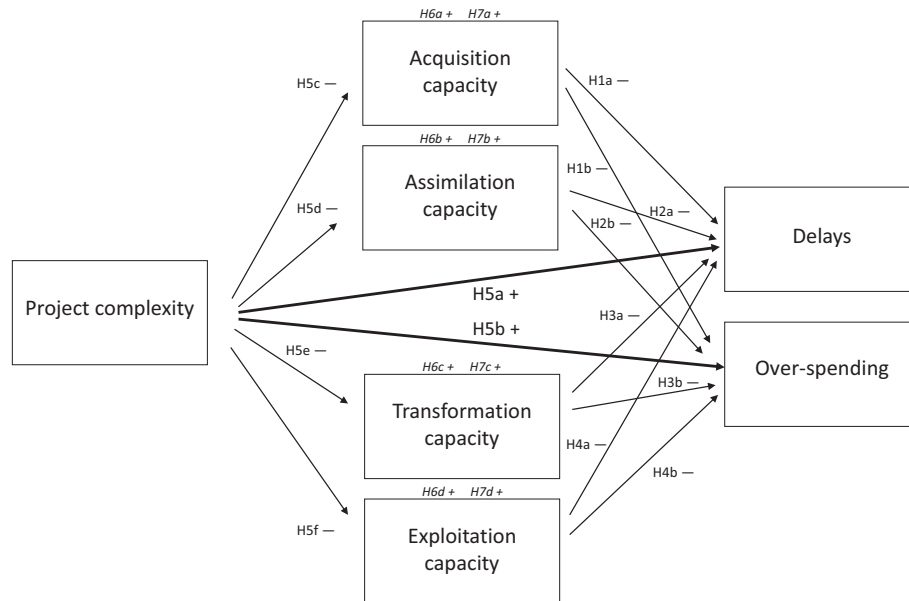 H6a +   H7a +
Acquisition
capacity
H5c —
H1a —
H6b +   H7b +
Assimilation
capacity
H1b —
H5d —
H2a —
H2b —
Delays
Project complexity
H5a +
H5b +
H3a —
H5e —
H6c +   H7c +
Transformation
capacity
H3b —
Over-spending
H4a —
H4b —
H6d +   H7d +
Exploitation
capacity
H5f —